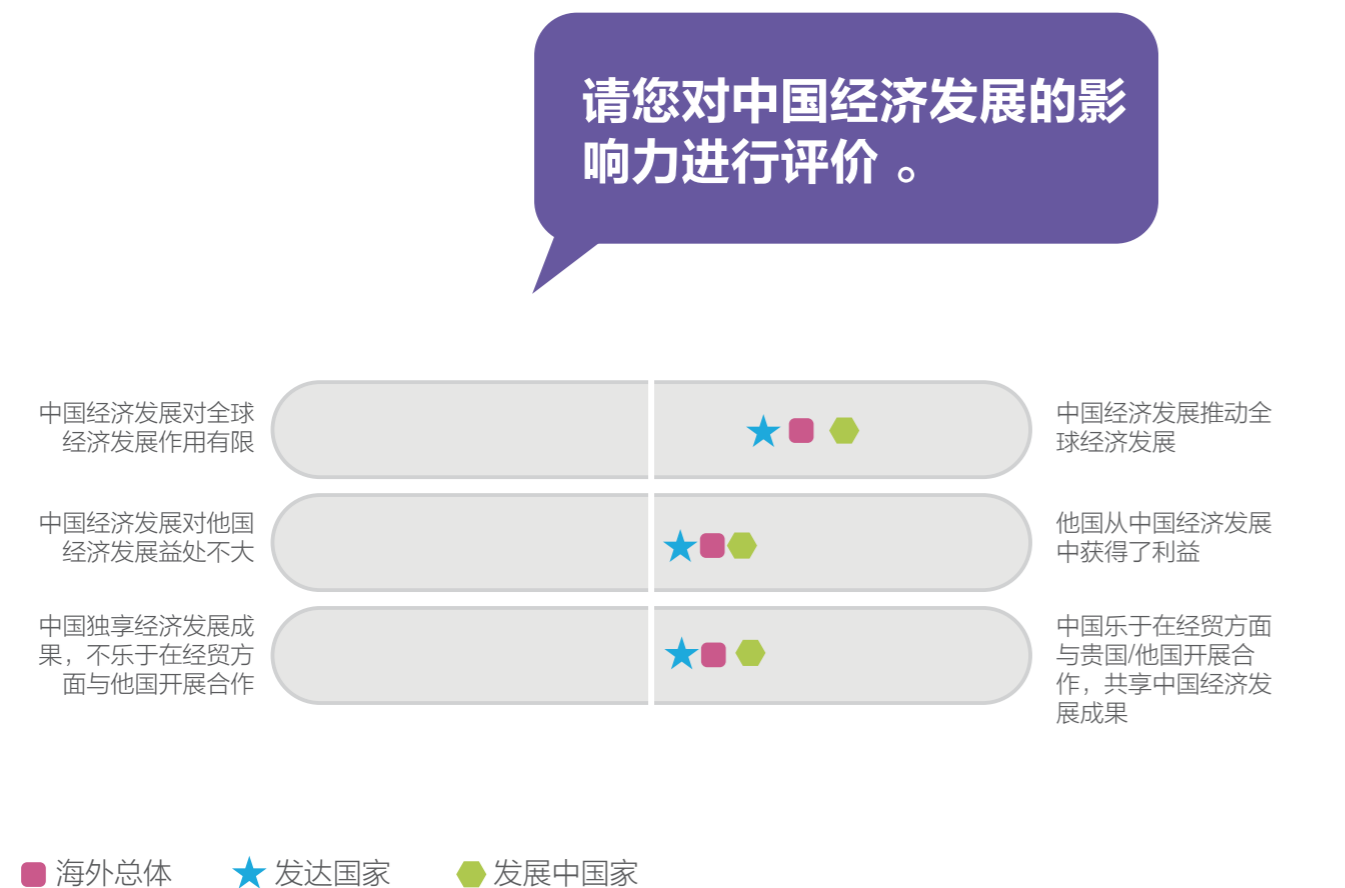 请您对中国经济发展的影
响力进行评价 。
中国经济发展对全球
经济发展作用有限
中国经济发展推动全
球经济发展
中国经济发展对他国
经济发展益处不大
他国从中国经济发展
中获得了利益
中国独享经济发展成
果，不乐于在经贸方
面与他国开展合作
中国乐于在经贸方面
与贵国/他国开展合
作，共享中国经济发
展成果
海外总体 发达国家 发展中国家